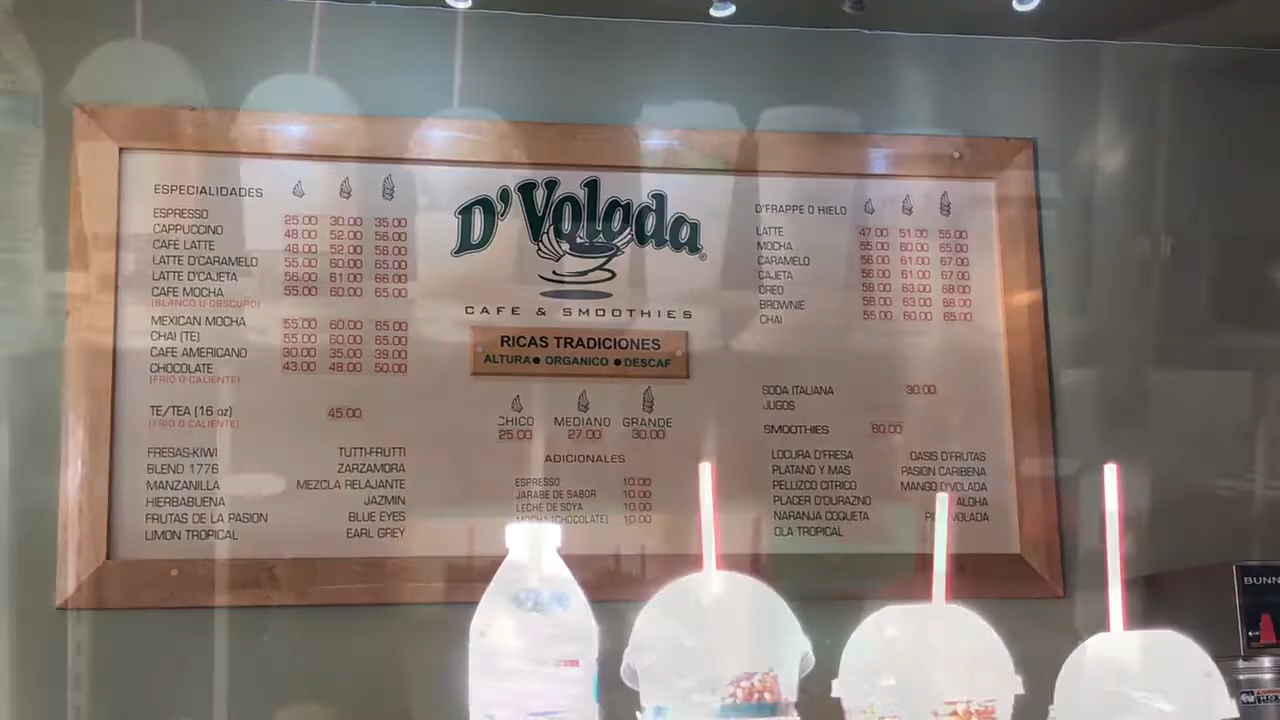 ESPECIALIDADES
ESPRESSO 25.00 30.00 35.00
CAPPUCCINO 48.00 52.00 56.00
CAFÉ LATTE 48.00 52.00 56.00
LATTE D'CARAMELO 55.00 60.00 65.00
LATTE D'CAJETA 56.00 61.00 66.00
CAFE MOCHA 55.00 60.00 65.00
(BLANCO U OBSCURO)
MEXICAN MOCHA 55.00 60.00 65.00
CHAI (TE) 55.00 60.00 65.00
CAFE AMERICANO 30.00 35.00 39.00
CHOCOLATE 43.00 48.00 50.00
(FRIO O CALIENTE)
TE/TEA (16 oz) 45.00
(FRIO O CALIENTE)
FRESAS-KIWI TUTTI-FRUTTI
BLEND 1776 ZARZAMORA
MANZANILLA MEZCLA RELAJANTE
HIERBABUENA JAZMIN
FRUTAS DE LA PASION BLUE EYES
LIMON TROPICAL EARL GREY
D'Volada®
CAFE & SMOOTHIES
RICAS TRADICIONES
ALTURA● ORGANICO ●DESCAF
CHICO MEDIANO GRANDE
25.00 27.00 30.00
ADICIONALES
ESPRESSO 10.00
JARABE DE SABOR 10.00
LECHE DE SOYA 10.00
MOCHA (CHOCOLATE) 10.00
D'FRAPPE O HIELO
LATTE 47.00 51.00 55.00
MOCHA 55.00 60.00 65.00
CARAMELO 56.00 61.00 67.00
CAJETA 56.00 61.00 67.00
OREO 58.00 63.00 68.00
BROWNIE 58.00 63.00 68.00
CHAI 55.00 60.00 65.00
SODA ITALIANA 30.00
JUGOS
SMOOTHIES 60.00
LOCURA D'FRESA OASIS D'FRUTAS
PLATANO Y MAS PASION CARIBENA
PELLIZCO CITRICO MANGO D'VOLADA
PLACER D'DURAZNO ALOHA
NARANJA COQUETA VOLADA
OLA TROPICAL
BUNN